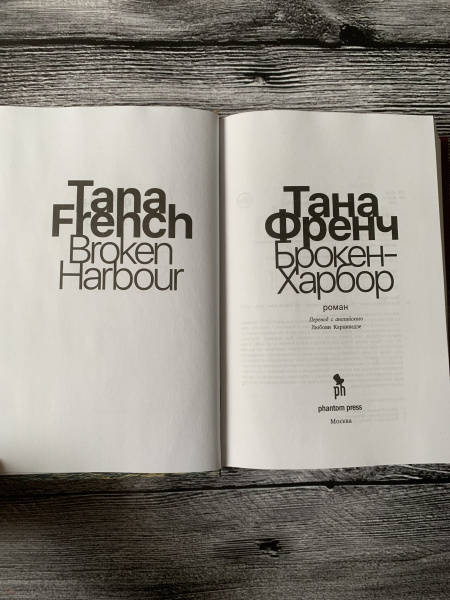 Tana
French
Broken
Harbour
Тана
Френч
Брокен-
Харбор
роман
Перевод с английского
ph
phantom press
Москва